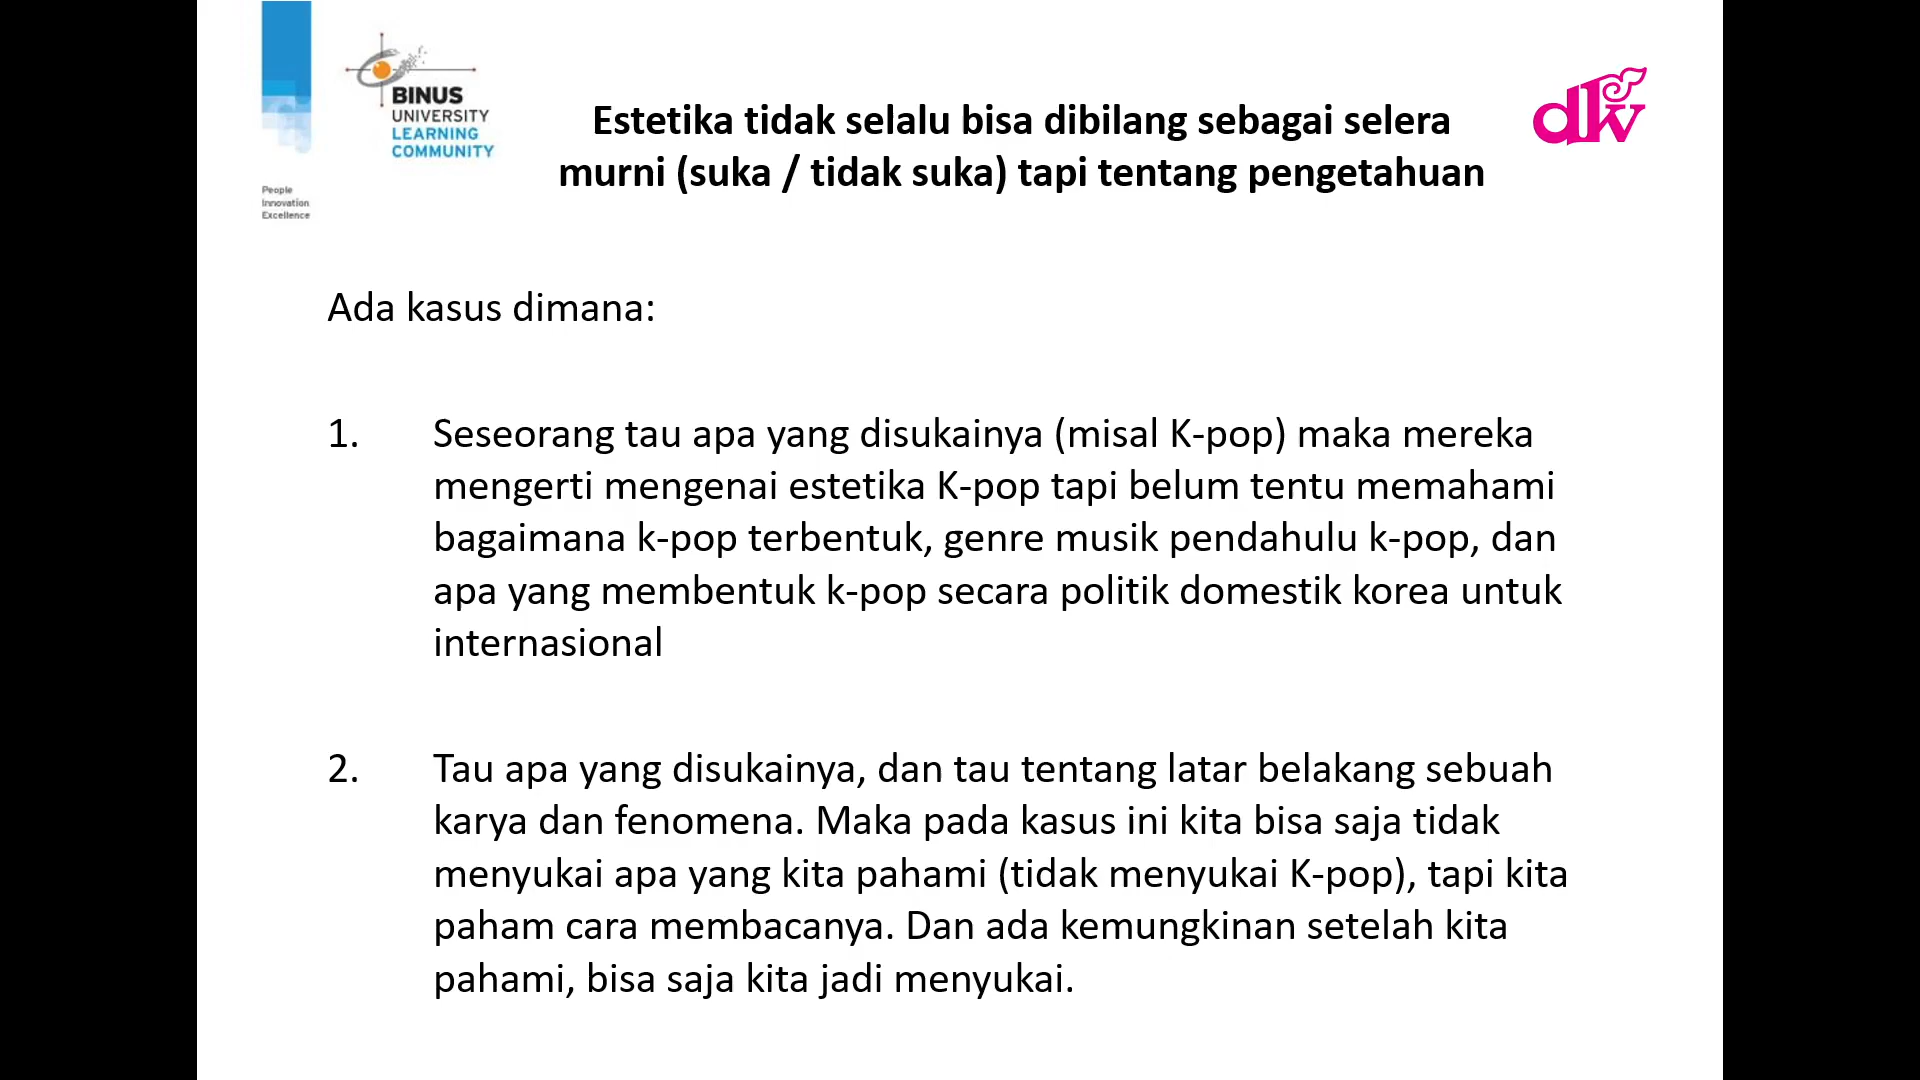 BINUS
UNIVERSITY
LEARNING
COMMUNITY
People
Innovation
Excellence
Estetika tidak selalu bisa dibilang sebagai selera
murni (suka / tidak suka) tapi tentang pengetahuan
dkv
Ada kasus dimana:
1. Seseorang tau apa yang disukainya (misal K-pop) maka mereka
mengerti mengenai estetika K-pop tapi belum tentu memahami
bagaimana k-pop terbentuk, genre musik pendahulu k-pop, dan
apa yang membentuk k-pop secara politik domestik korea untuk
internasional
2. Tau apa yang disukainya, dan tau tentang latar belakang sebuah
karya dan fenomena. Maka pada kasus ini kita bisa saja tidak
menyukai apa yang kita pahami (tidak menyukai K-pop), tapi kita
paham cara membacanya. Dan ada kemungkinan setelah kita
pahami, bisa saja kita jadi menyukai.